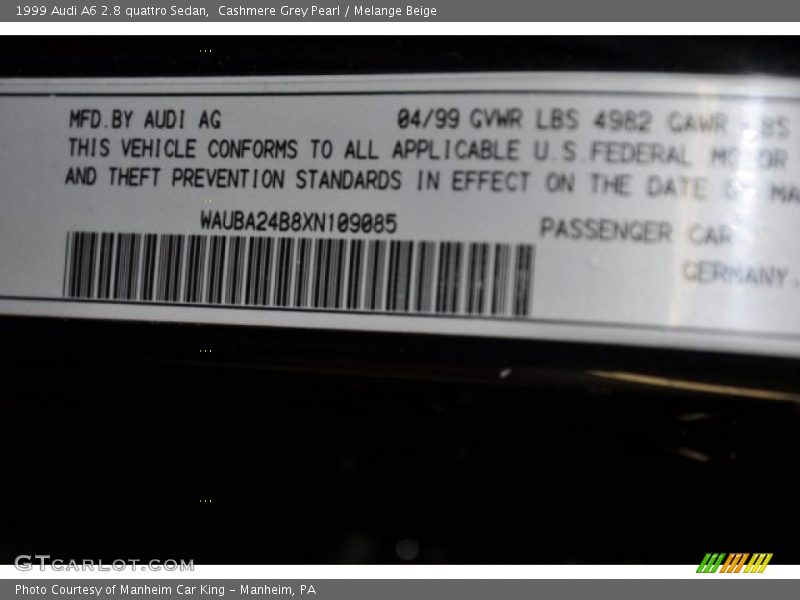 1999 Audi A6 2.8 quattro Sedan,  Cashmere Grey Pearl / Melange Beige
MFD.BY AUDI AG 04/99 GVWR LBS 4982 GAWR
THIS VEHICLE CONFORMS TO ALL APPLICABLE U.S.FEDERAL MOTOR
AND THEFT PREVENTION STANDARDS IN EFFECT ON THE DATE
WAUBA24B8XN109085 PASSENGER CAR
GERMANY
GTCARLOT.COM
Photo Courtesy of Manheim Car King - Manheim, PA